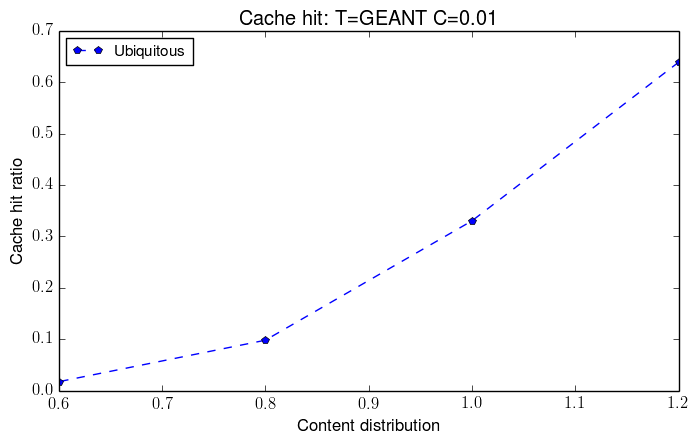 Cache hit: T=GEANT C=0.01
Ubiquitous
0.7
0.6
0.5
0.4
0.3
0.2
0.1
0.0
Cache hit ratio
0.6 0.7 0.8 0.9 1.0 1.1 1.2
Content distribution